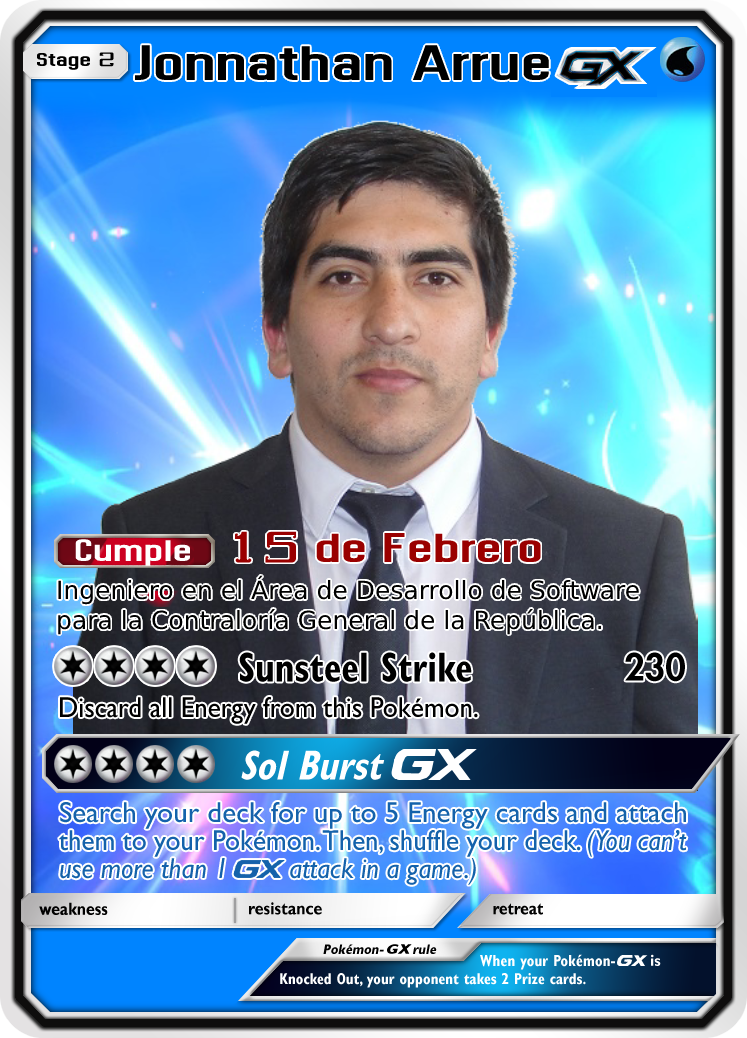 Stage 2 Jonnathan Arrue GX
Cumple 15 de Febrero
Ingeniero en el Área de Desarrollo de Software
para la Contraloría General de la República.
Sunsteel Strike 230
Discard all Energy from this Pokémon.
Sol Burst GX
Search your deck for up to 5 Energy cards and attach
them to your Pokémon. Then, shuffle your deck. (You can't
use more than 1 GX attack in a game.)
weakness resistance retreat
Pokémon-GX rule
When your Pokémon-GX is
Knocked Out, your opponent takes 2 Prize cards.